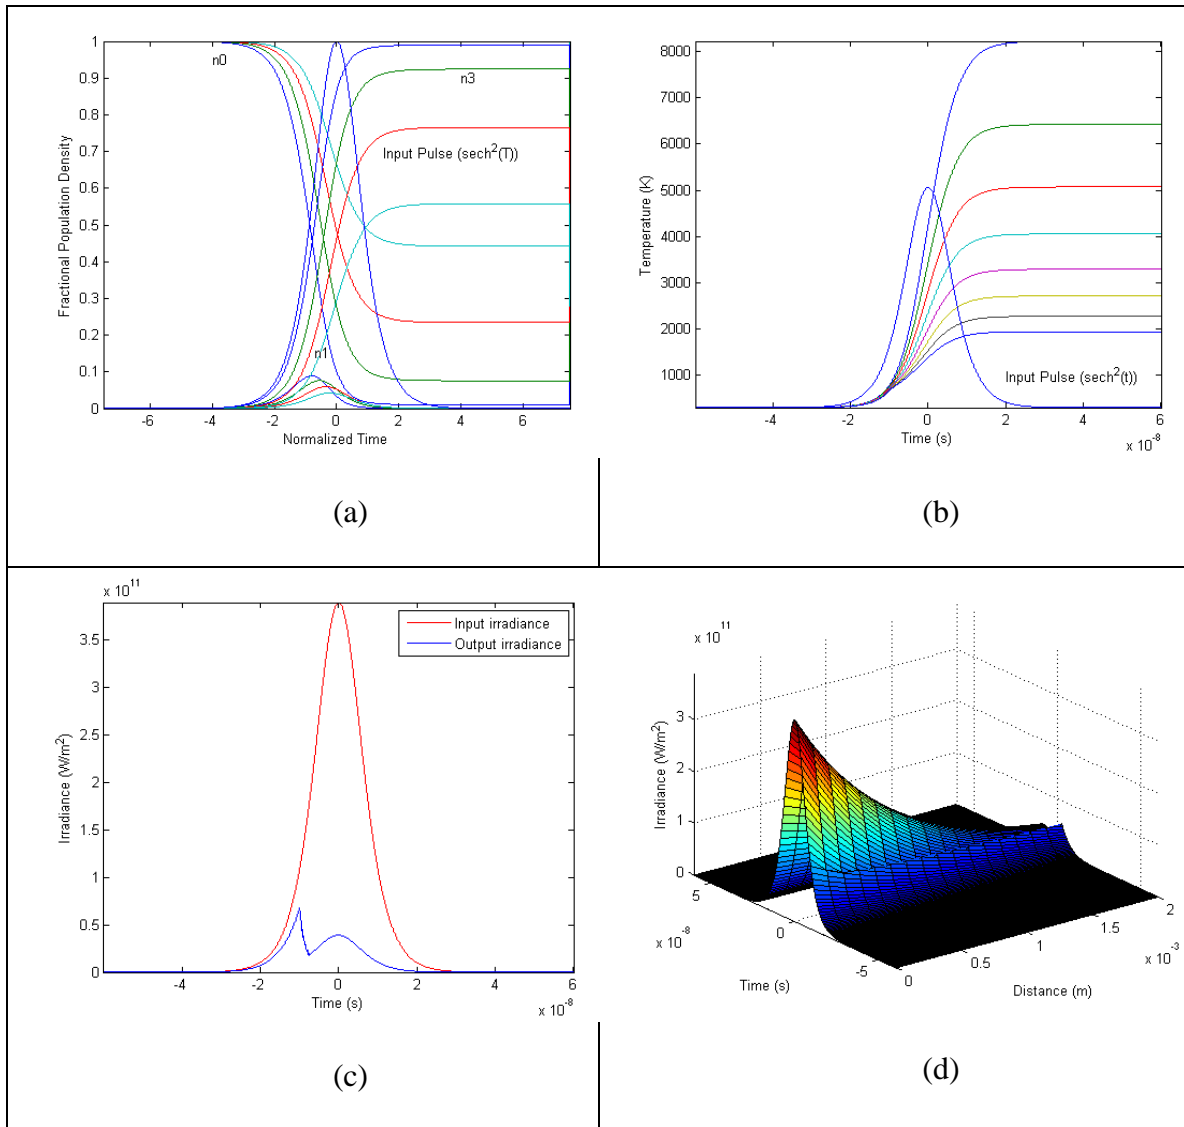 1
0.9
0.8
0.7
0.6
0.5
0.4
0.3
0.2
0.1
0
Fractional Population Density
n0
n3
Input Pulse (sech²(T))
n1
-6 -4 -2 0 2 4 6
Normalized Time
(a)
8000
7000
6000
5000
4000
3000
2000
1000
Temperature (K)
Input Pulse (sech²(t))
-4 -2 0 2 4 6
Time (s)
x 10⁻⁸
(b)
x 10¹¹
3.5
3
2.5
2
1.5
1
0.5
0
Irradiance (W/m²)
Input irradiance
Output irradiance
-4 -2 0 2 4 6
Time (s)
x 10⁻⁸
(c)
x 10¹¹
3
2
1
0
Irradiance (W/m²)
5
0
-5
x 10⁻⁸
Time (s)
0
0.5
1
1.5
2
x 10⁻³
Distance (m)
(d)